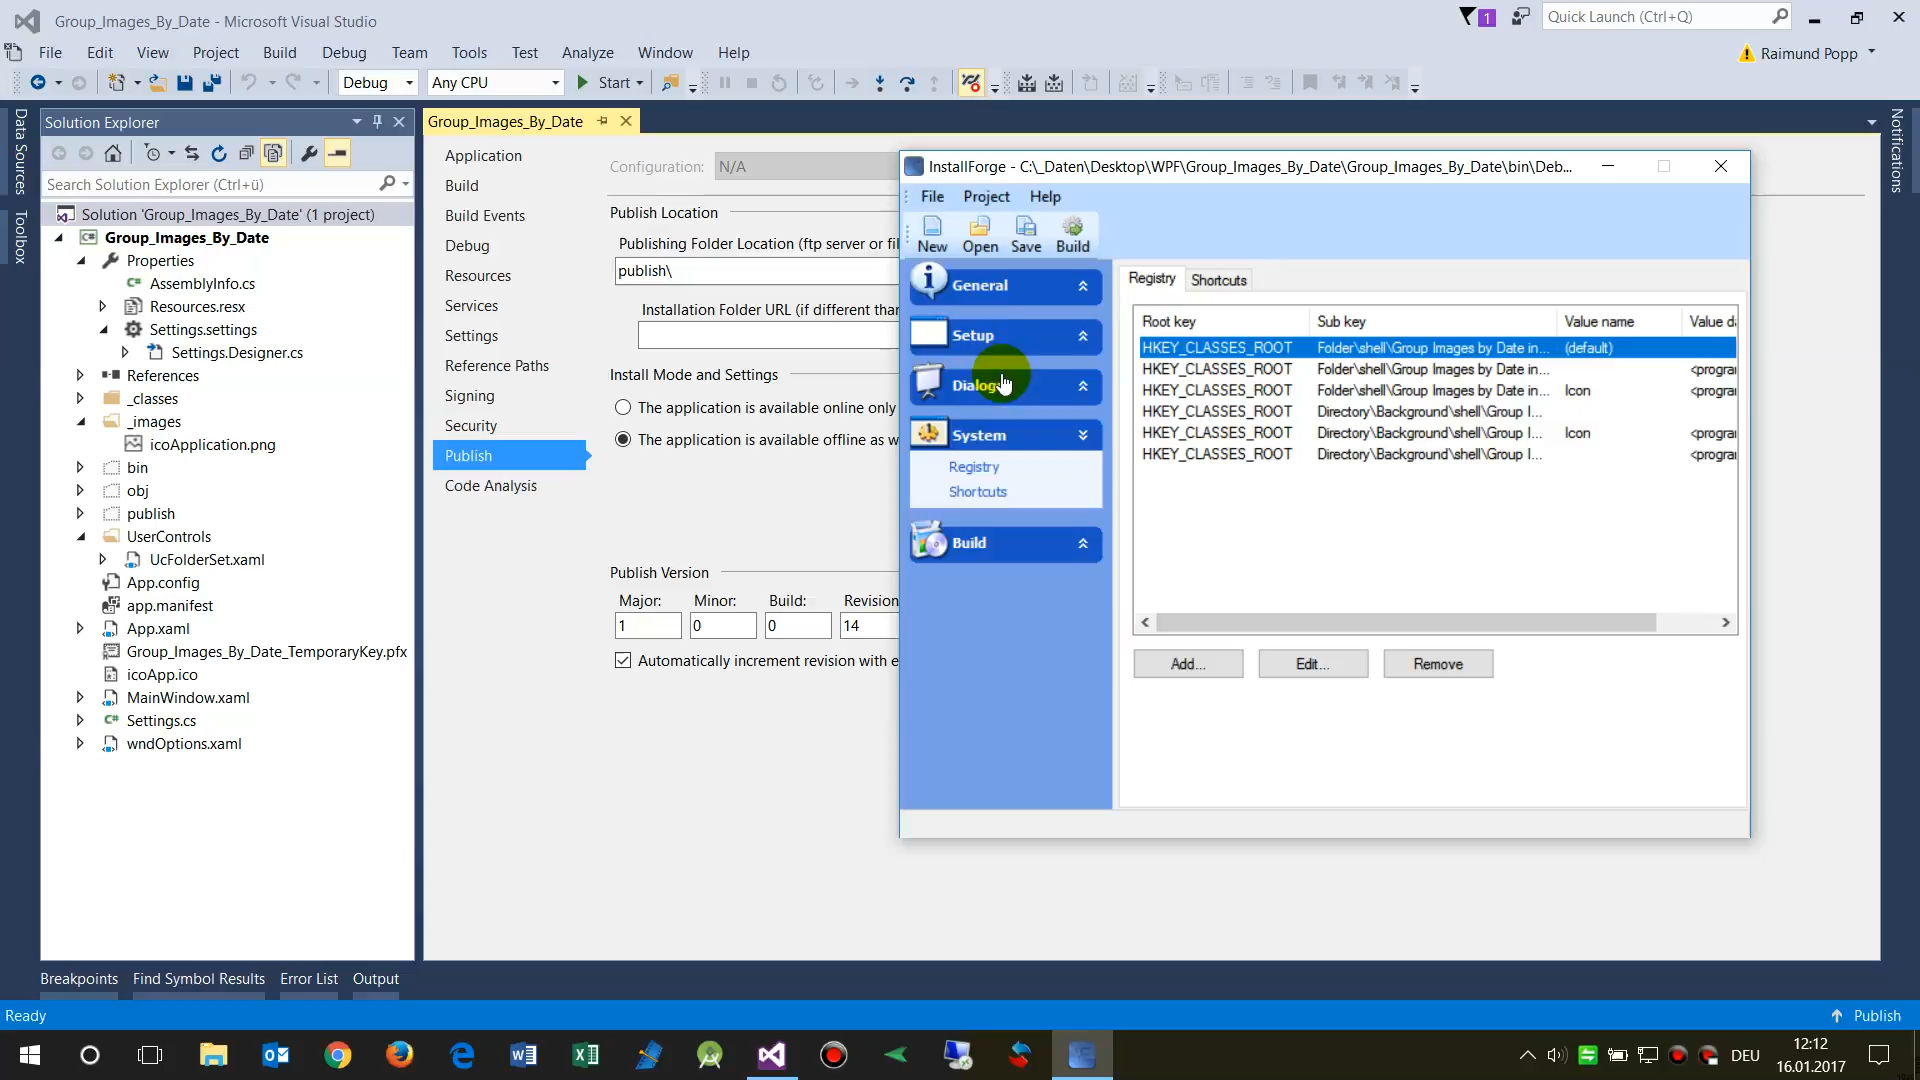 Group_Images_By_Date - Microsoft Visual Studio
1
Quick Launch (Ctrl+Q)
File Edit View Project Build Debug Team Tools Test Analyze Window Help
Raimund Popp
Debug Any CPU Start
Data Sources
Toolbox
Solution Explorer
Search Solution Explorer (Ctrl+ü)
Solution 'Group_Images_By_Date' (1 project)
Group_Images_By_Date
Properties
AssemblyInfo.cs
Resources.resx
Settings.settings
Settings.Designer.cs
References
_classes
_images
icoApplication.png
bin
obj
publish
UserControls
UcFolderSet.xaml
App.config
app.manifest
App.xaml
Group_Images_By_Date_TemporaryKey.pfx
icoApp.ico
MainWindow.xaml
Settings.cs
wndOptions.xaml
Group_Images_By_Date
Application
Build
Build Events
Debug
Resources
Services
Settings
Reference Paths
Signing
Security
Publish
Code Analysis
Configuration: N/A
Publish Location
Publishing Folder Location (ftp server or fil
publish\
Installation Folder URL (if different than
Install Mode and Settings
The application is available online only
The application is available offline as w
Publish Version
Major: Minor: Build: Revision
1 0 0 14
Automatically increment revision with e
InstallForge - C:\_Daten\Desktop\WPF\Group_Images_By_Date\Group_Images_By_Date\bin\Deb...
File Project Help
New Open Save Build
General
Setup
Dialogs
System
Registry
Shortcuts
Build
Registry Shortcuts
Root key Sub key Value name Value da
HKEY_CLASSES_ROOT Folder\shell\Group Images by Date in... (default)
HKEY_CLASSES_ROOT Folder\shell\Group Images by Date in... <progra
HKEY_CLASSES_ROOT Folder\shell\Group Images by Date in... Icon <progra
HKEY_CLASSES_ROOT Directory\Background\shell\Group I...
HKEY_CLASSES_ROOT Directory\Background\shell\Group I... Icon <progra
HKEY_CLASSES_ROOT Directory\Background\shell\Group I... <progra
Add... Edit... Remove
Notifications
Breakpoints Find Symbol Results Error List Output
Ready
Publish
DEU
12:12
16.01.2017